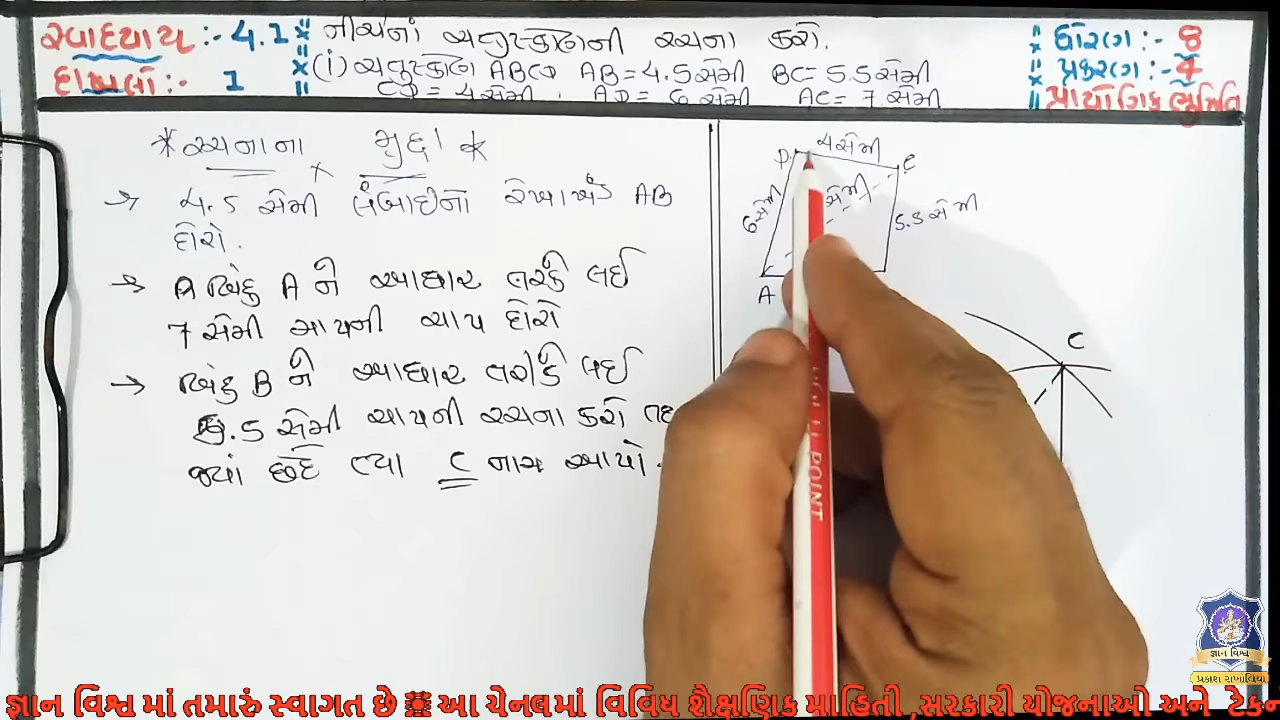 સ્વાધ્યાય :- 4.1
દાખલો :- 1
નીચેનાં ચતુષ્કોણની રચના કરો.
(i) ચતુષ્કોણ ABCD AB = 4.5 સેમી BC = 5.5 સેમી
CD = 4 સેમી, AD = 6 સેમી AC = 7 સેમી
ધોરણ :- 8
પ્રકરણ :- 4
પ્રાયોગિક ભૂમિતિ
* રચનાના મુદ્દા *
→ 4.5 સેમી લંબાઈના રેખાખંડ AB
દોરો.
→ બિંદુ A ને આધાર તરીકે લઈ
7 સેમી માપની ચાપ દોરો
→ બિંદુ B ને આધાર તરીકે લઈ
5.5 સેમી ચાપની રચના કરો
જ્યાં છેદે ત્યા C નામ આપો.
D 4 સેમી C
6 સેમી સેમી 5.5 સેમી
A
C
POINT
જ્ઞાન વિશ્વ
પ્રકાશ રાખોલિયા
જ્ઞાન વિશ્વ માં તમારું સ્વાગત છે આ ચેનલમાં વિવિધ શૈક્ષણિક માહિતી ,સરકારી યોજનાઓ અને